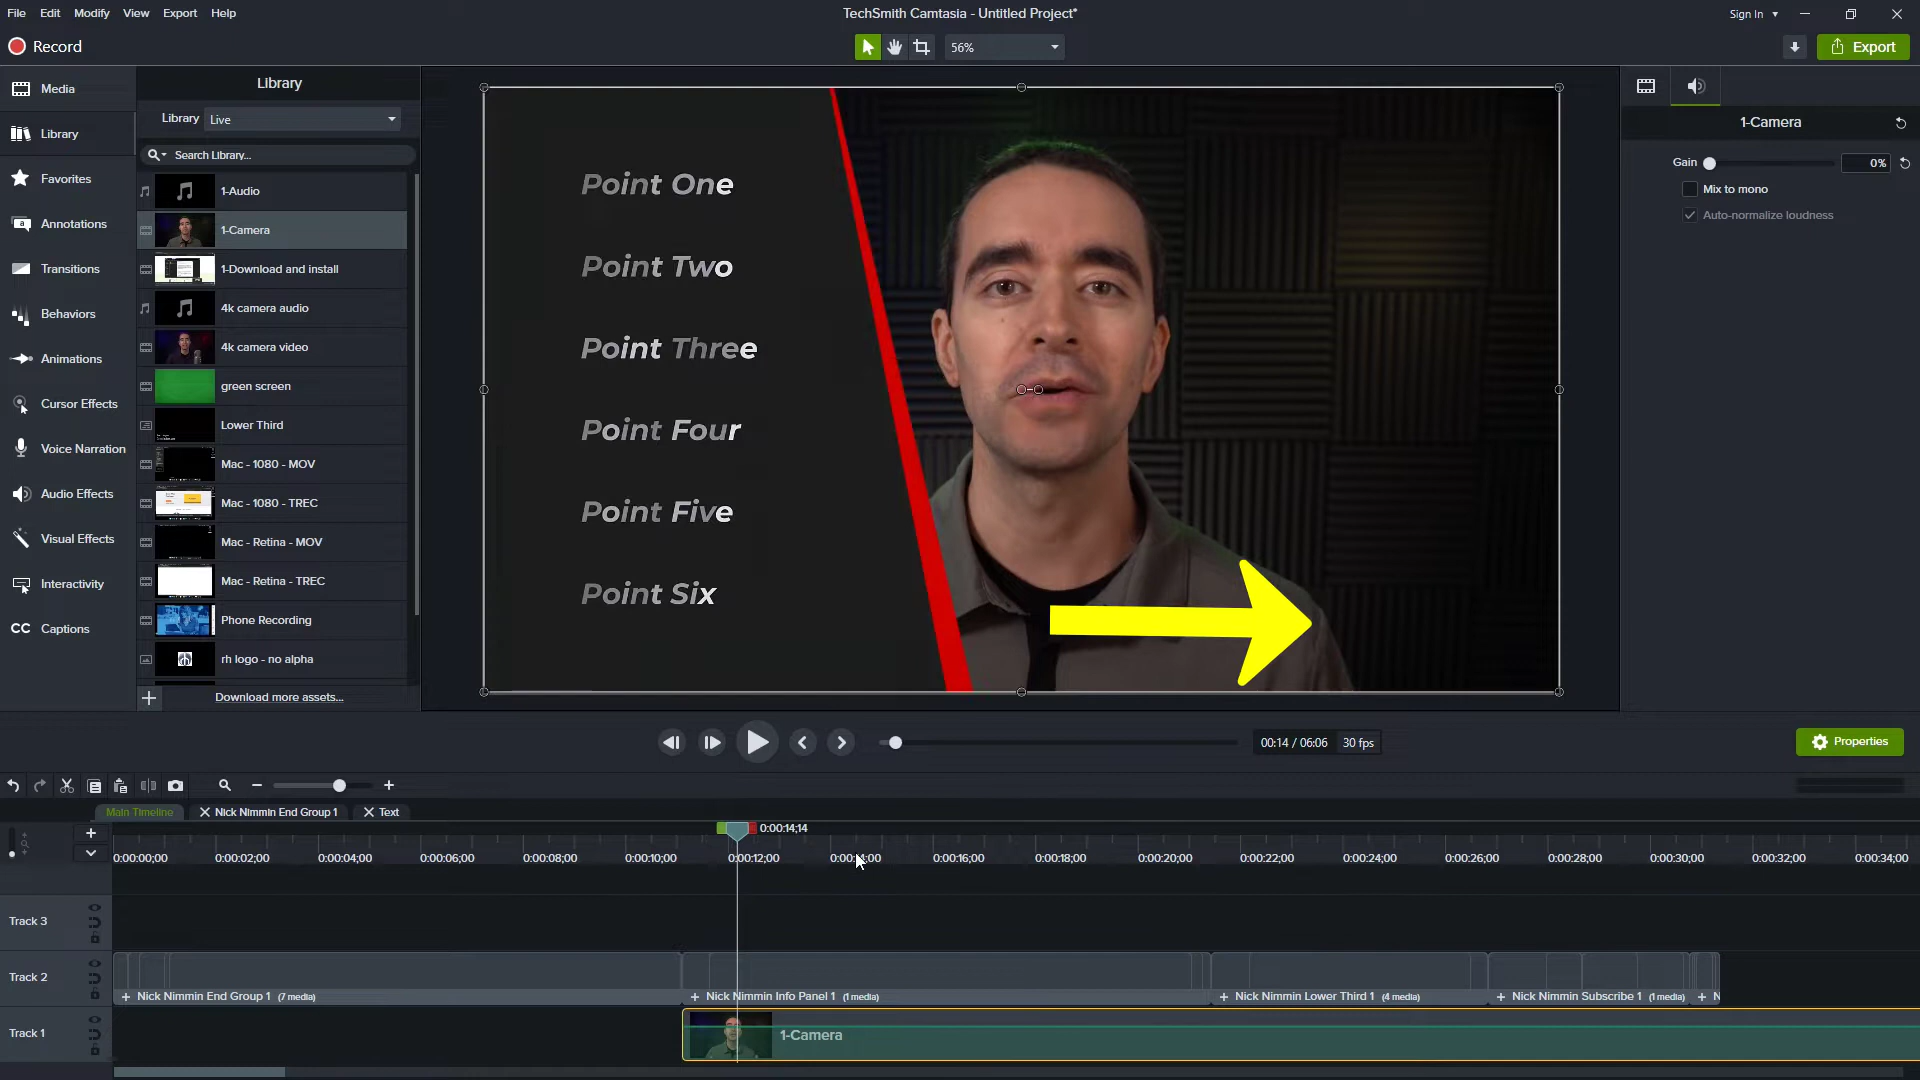 File Edit Modify View Export Help
TechSmith Camtasia - Untitled Project*
Sign In
Record
56%
Export
Media
Library
Favorites
Annotations
Transitions
Behaviors
Animations
Cursor Effects
Voice Narration
Audio Effects
Visual Effects
Interactivity
CC Captions
Library
Library Live
Search Library...
1-Audio
1-Camera
1-Download and install
4k camera audio
4k camera video
green screen
Lower Third
Mac - 1080 - MOV
Mac - 1080 - TREC
Mac - Retina - MOV
Mac - Retina - TREC
Phone Recording
rh logo - no alpha
Download more assets...
Point One
Point Two
Point Three
Point Four
Point Five
Point Six
1-Camera
Gain 0%
Mix to mono
Auto-normalize loudness
00:14 / 06:06 30 fps
Properties
Main Timeline Nick Nimmin End Group 1 Text
0:00:14;14
0:00:00;00 0:00:02;00 0:00:04;00 0:00:06;00 0:00:08;00 0:00:10;00 0:00:12;00 0:00:14;00 0:00:16;00 0:00:18;00 0:00:20;00 0:00:22;00 0:00:24;00 0:00:26;00 0:00:28;00 0:00:30;00 0:00:32;00 0:00:34;00
Track 3
Track 2
+ Nick Nimmin End Group 1 (7 media) + Nick Nimmin Info Panel 1 (1media) + Nick Nimmin Lower Third 1 (4 media) + Nick Nimmin Subscribe 1 (1media) + N
Track 1
1-Camera